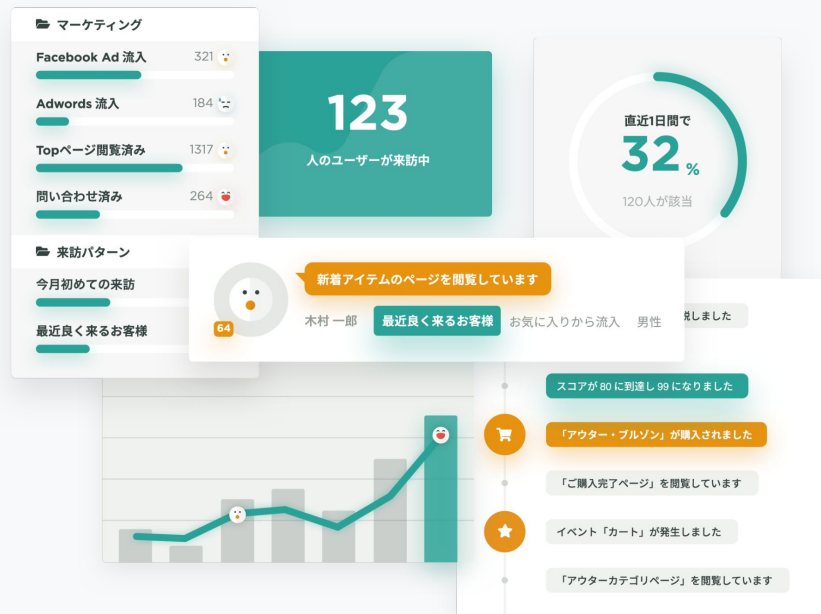 マーケティング
Facebook Ad 流入 321
Adwords 流入 184
Topページ閲覧済み 1317
問い合わせ済み 264
来訪パターン
今月初めての来訪
最近良く来るお客様
123
人のユーザーが来訪中
直近1日間で
32%
120人が該当
新着アイテムのページを閲覧しています
64
木村 一郎 最近良く来るお客様 お気に入りから流入 男性
しました
スコアが 80 に到達し 99 になりました
「アウター・ブルゾン」が購入されました
「ご購入完了ページ」を閲覧しています
イベント「カート」が発生しました
「アウターカテゴリページ」を閲覧しています